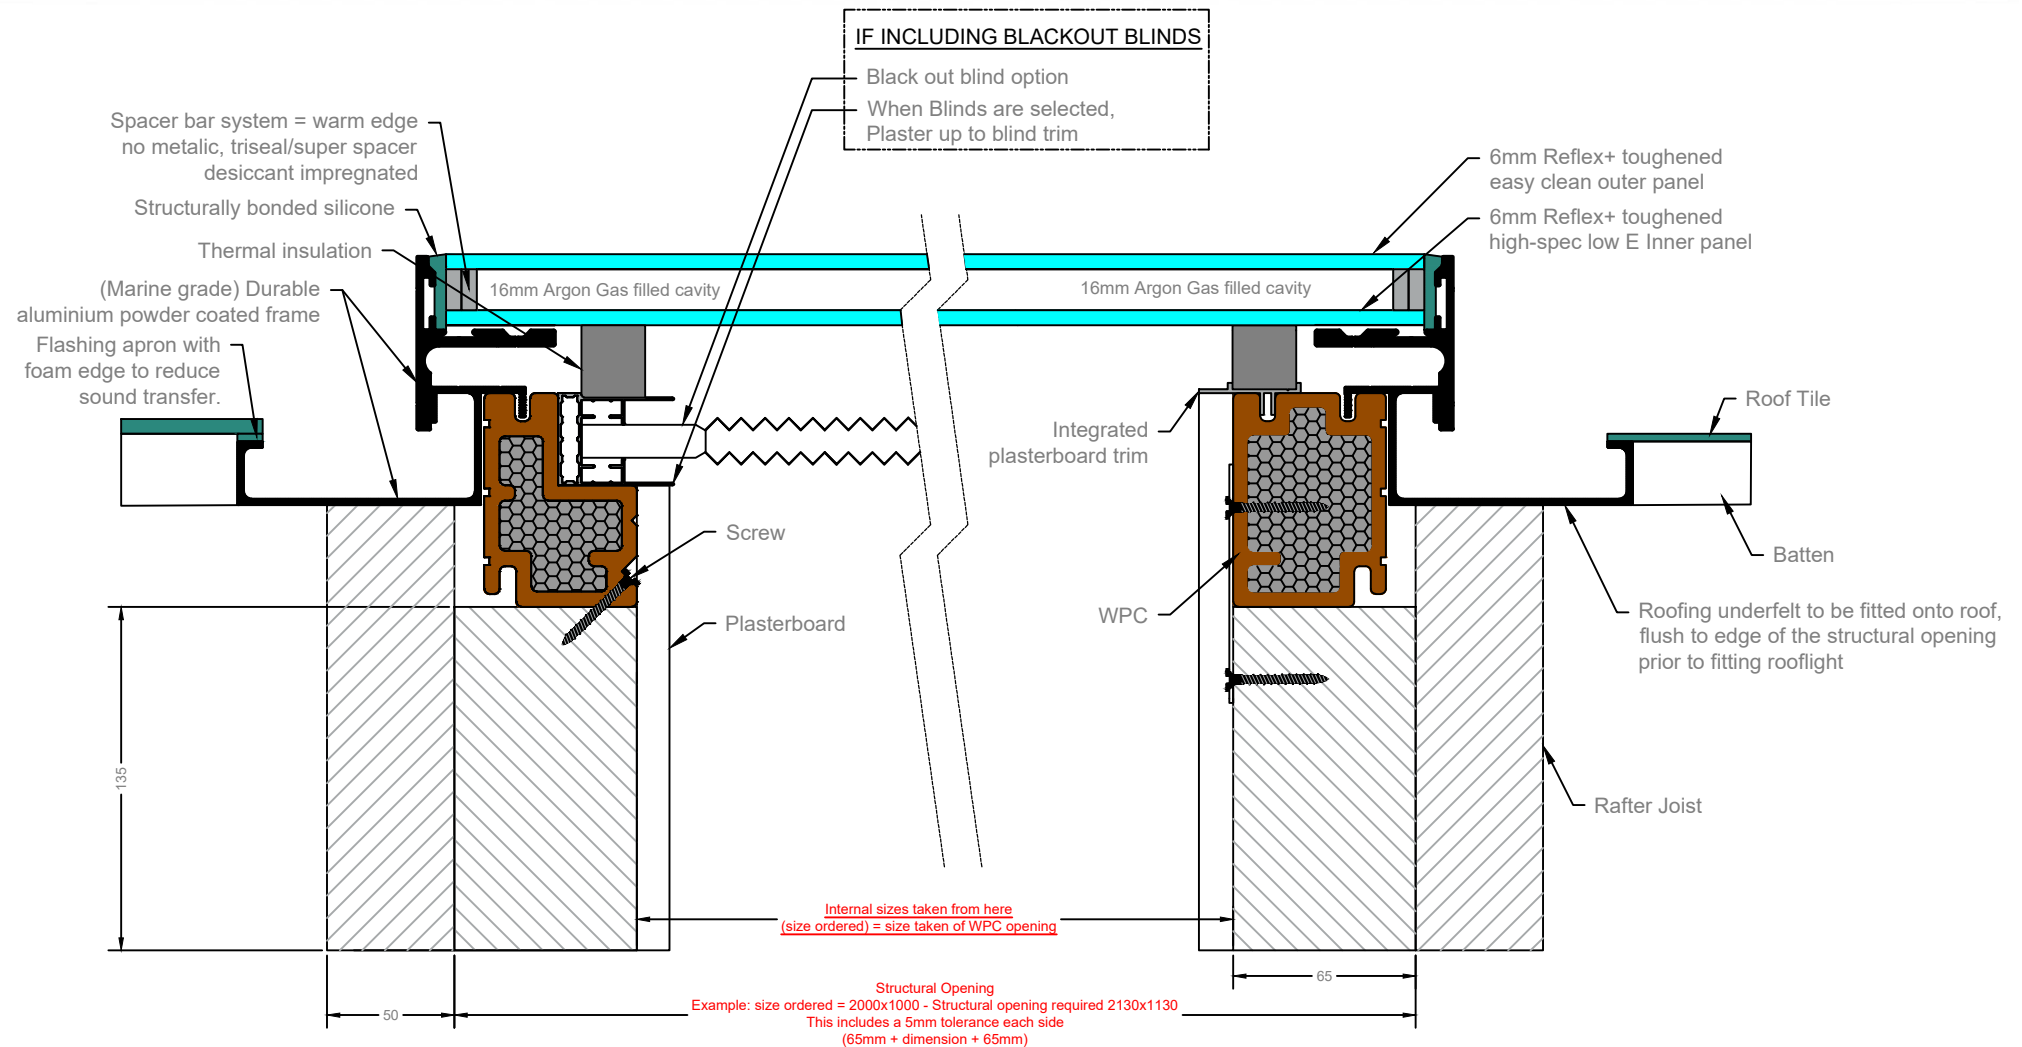 IF INCLUDING BLACKOUT BLINDS
Black out blind option
When Blinds are selected,
Plaster up to blind trim
Spacer bar system = warm edge
no metalic, triseal/super spacer
desiccant impregnated
Structurally bonded silicone
Thermal insulation
(Marine grade) Durable
aluminium powder coated frame
Flashing apron with
foam edge to reduce
sound transfer.
6mm Reflex+ toughened
easy clean outer panel
6mm Reflex+ toughened
high-spec low E Inner panel
16mm Argon Gas filled cavity
16mm Argon Gas filled cavity
Roof Tile
Integrated
plasterboard trim
Screw
Batten
Plasterboard
WPC
Roofing underfelt to be fitted onto roof,
flush to edge of the structural opening
prior to fitting rooflight
135
Rafter Joist
Internal sizes taken from here
(size ordered) = size taken of WPC opening
65
50
Structural Opening
Example: size ordered = 2000x1000 - Structural opening required 2130x1130
This includes a 5mm tolerance each side
(65mm + dimension + 65mm)